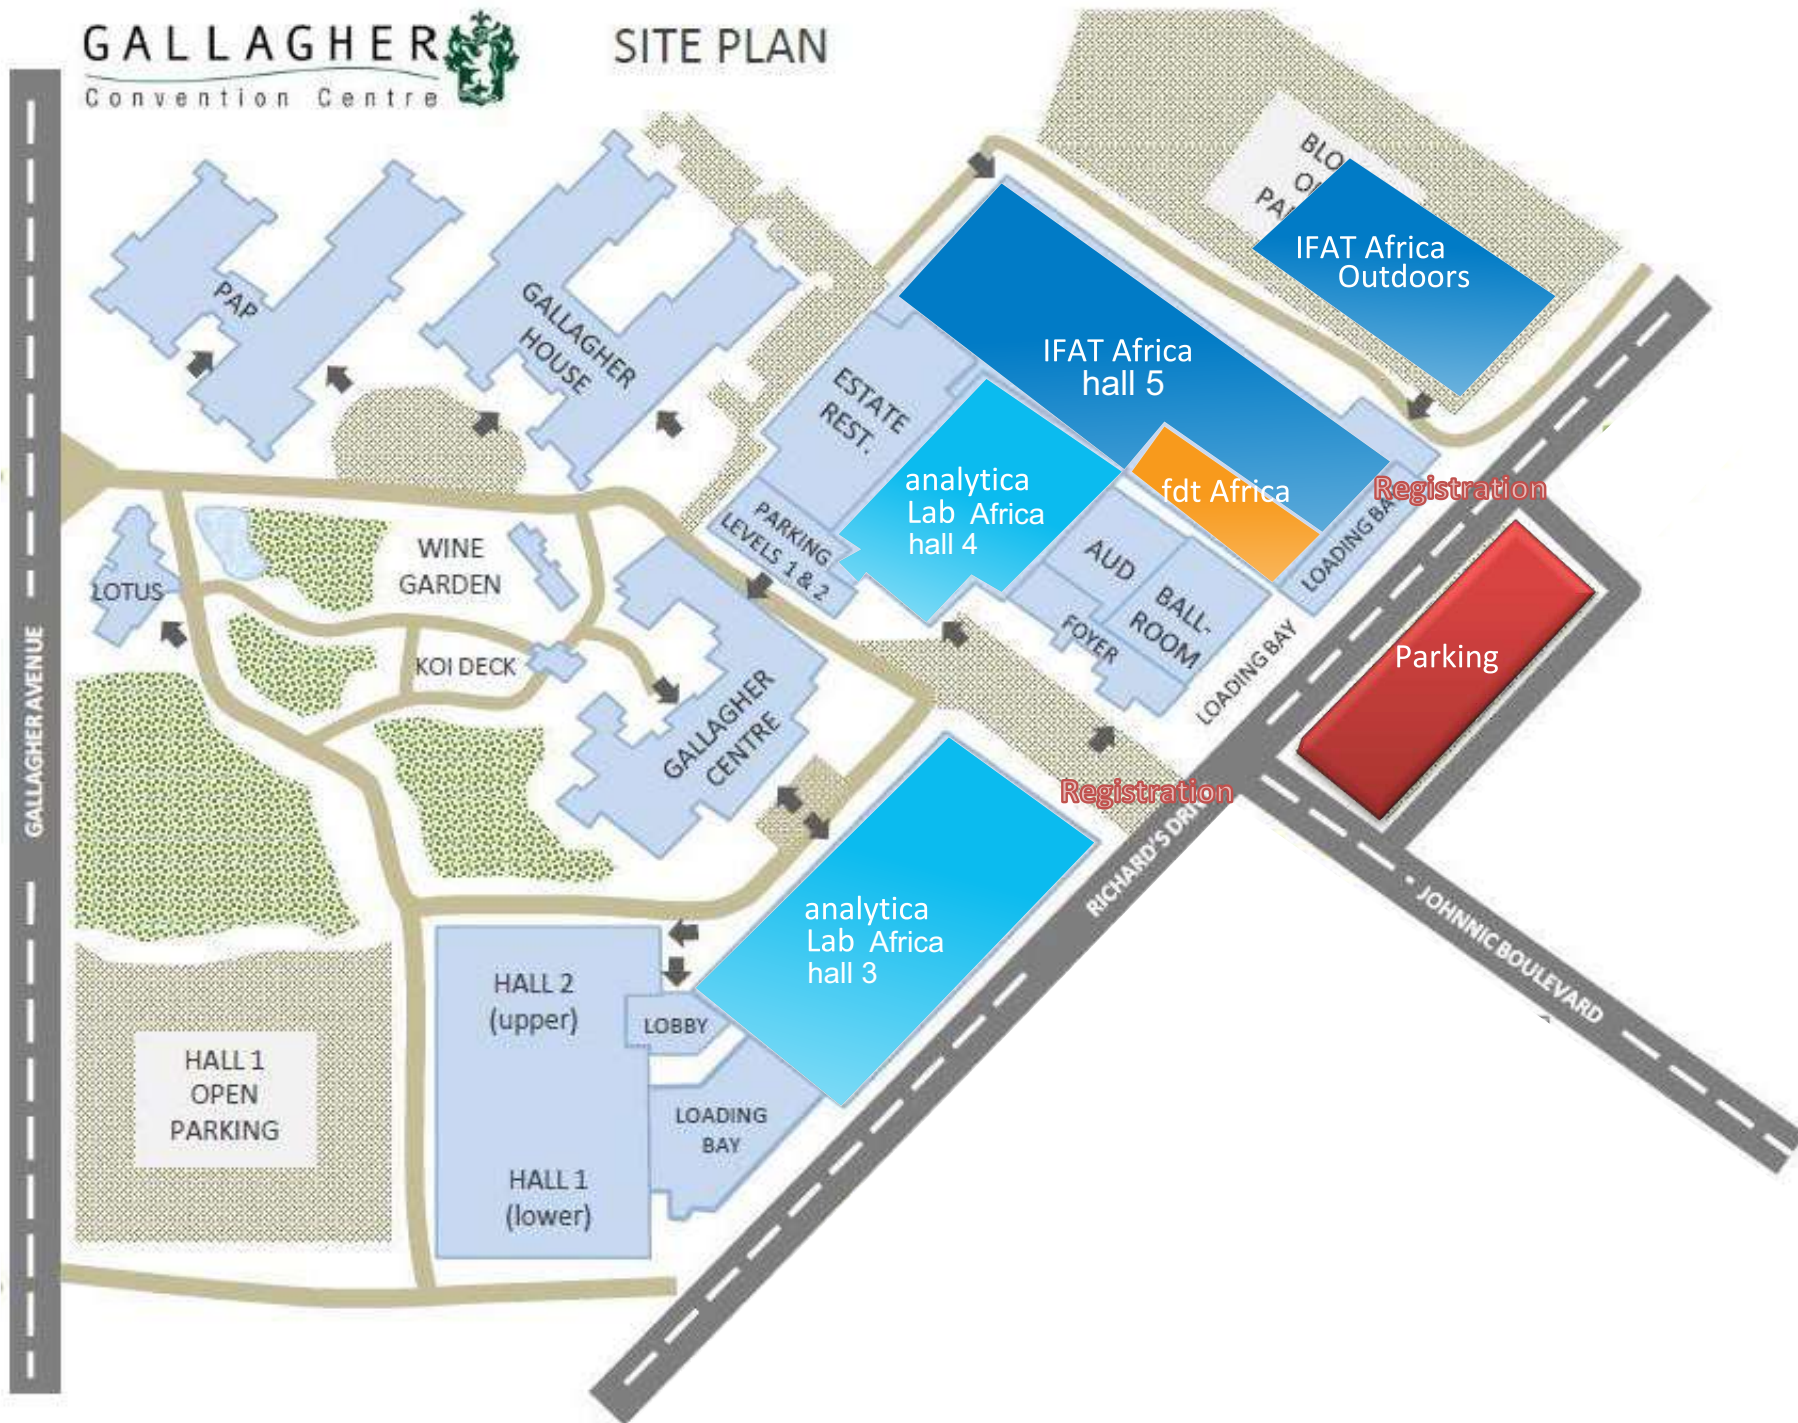 GALLAGHER
Convention Centre
SITE PLAN
IFAT Africa
Outdoors
PAP
GALLAGHER
HOUSE
IFAT Africa
hall 5
ESTATE
REST.
analytica
Lab Africa
hall 4
fdt Africa
Registration
LOADING BA
PARKING
LEVELS 1 & 2
AUD
BALL-
ROOM
FOYER
LOADING BAY
Parking
WINE
GARDEN
LOTUS
KOI DECK
GALLAGHER
CENTRE
Registration
GALLAGHER AVENUE
RICHARD'S DRI
JOHNNIC BOULEVARD
analytica
Lab Africa
hall 3
HALL 2
(upper)
LOBBY
HALL 1
OPEN
PARKING
LOADING
BAY
HALL 1
(lower)